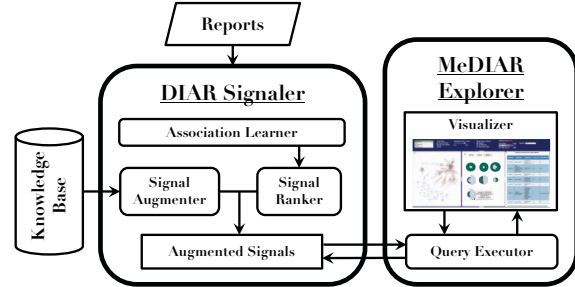 Reports
DIAR Signaler
Association Learner
Signal
Augmenter
Signal
Ranker
Augmented Signals
Knowledge
Base
MeDIAR
Explorer
Visualizer
Query Executor